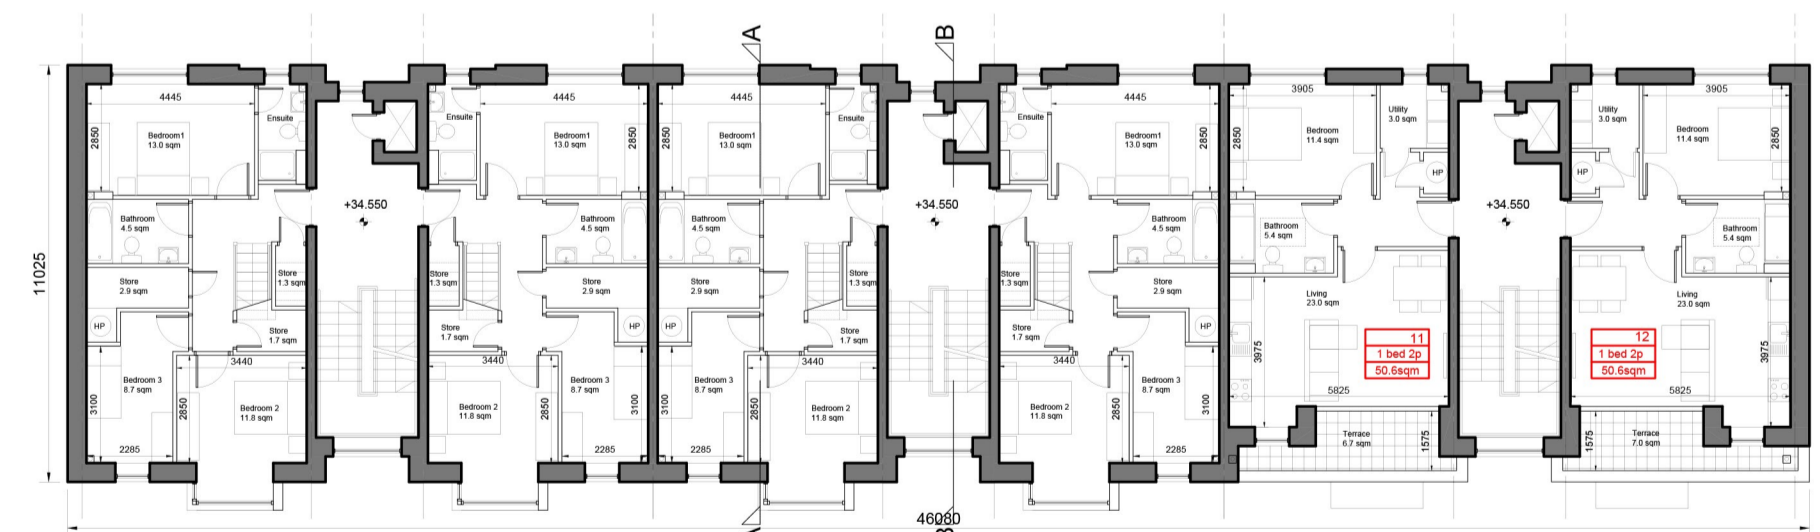 A
B
4445
Ensuite
Bedroom1
13.0 sqm
2850
Bathroom
4.5 sqm
Store
2.9 sqm
Store
1.3 sqm
HP
Store
1.7 sqm
3440
Bedroom 3
8.7 sqm
3100
2285
2850
Bedroom 2
11.8 sqm
+34.550
4445
Ensuite
Bedroom1
13.0 sqm
2850
Bathroom
4.5 sqm
Store
1.3 sqm
Store
2.9 sqm
Store
1.7 sqm
HP
3440
Bedroom 2
11.8 sqm
2850
Bedroom 3
8.7 sqm
3100
2285
4445
Ensuite
2850
Bedroom1
13.0 sqm
Bathroom
4.5 sqm
Store
2.9 sqm
Store
1.3 sqm
HP
Store
1.7 sqm
3440
Bedroom 3
8.7 sqm
3100
2285
2850
Bedroom 2
11.8 sqm
+34.550
4445
Ensuite
Bedroom1
13.0 sqm
2850
Bathroom
4.5 sqm
Store
1.3 sqm
Store
2.9 sqm
Store
1.7 sqm
HP
3440
Bedroom 2
11.8 sqm
2850
Bedroom 3
8.7 sqm
3100
2285
3905
Utility
3.0 sqm
2850
Bedroom
11.4 sqm
HP
Bathroom
5.4 sqm
Living
23.0 sqm
3975
11
1 bed 2p
50.6sqm
5825
Terrace
6.7 sqm
1575
+34.550
3905
Utility
3.0 sqm
Bedroom
11.4 sqm
2850
HP
Bathroom
5.4 sqm
Living
23.0 sqm
12
1 bed 2p
50.6sqm
3975
5825
1575
Terrace
7.0 sqm
11025
46080
A
B